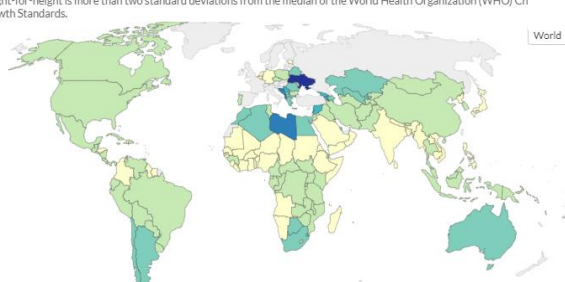 ght-for-height is more than two standard deviations from the median of the World Health Organization (WHO) Ch
wth Standards.
World